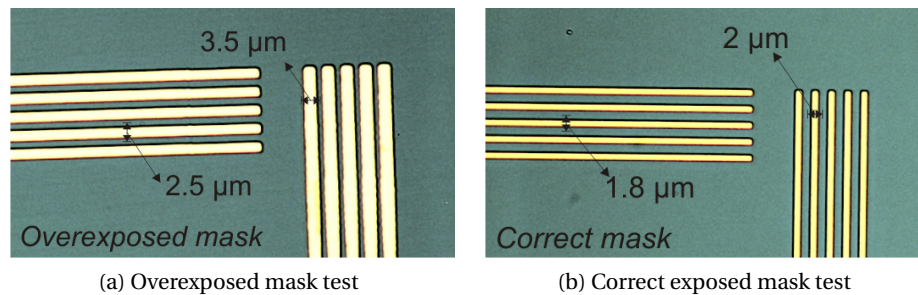 3.5 µm
2.5 µm
Overexposed mask
(a) Overexposed mask test
2 µm
1.8 µm
Correct mask
(b) Correct exposed mask test